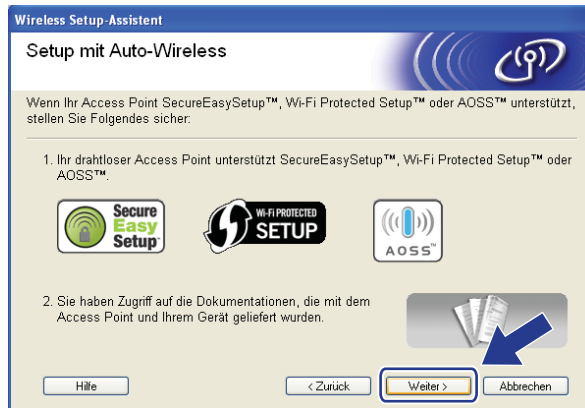 Wireless Setup-Assistent
Setup mit Auto-Wireless
Wenn Ihr Access Point SecureEasySetup™, Wi-Fi Protected Setup™ oder AOSS™ unterstützt,
stellen Sie Folgendes sicher:
1. Ihr drahtloser Access Point unterstützt SecureEasySetup™, Wi-Fi Protected Setup™ oder
AOSS™.
Secure
Easy
Setup
WI-FI PROTECTED
SETUP
AOSS™
2. Sie haben Zugriff auf die Dokumentationen, die mit dem
Access Point und Ihrem Gerät geliefert wurden.
Hilfe
< Zurück
Weiter >
Abbrechen